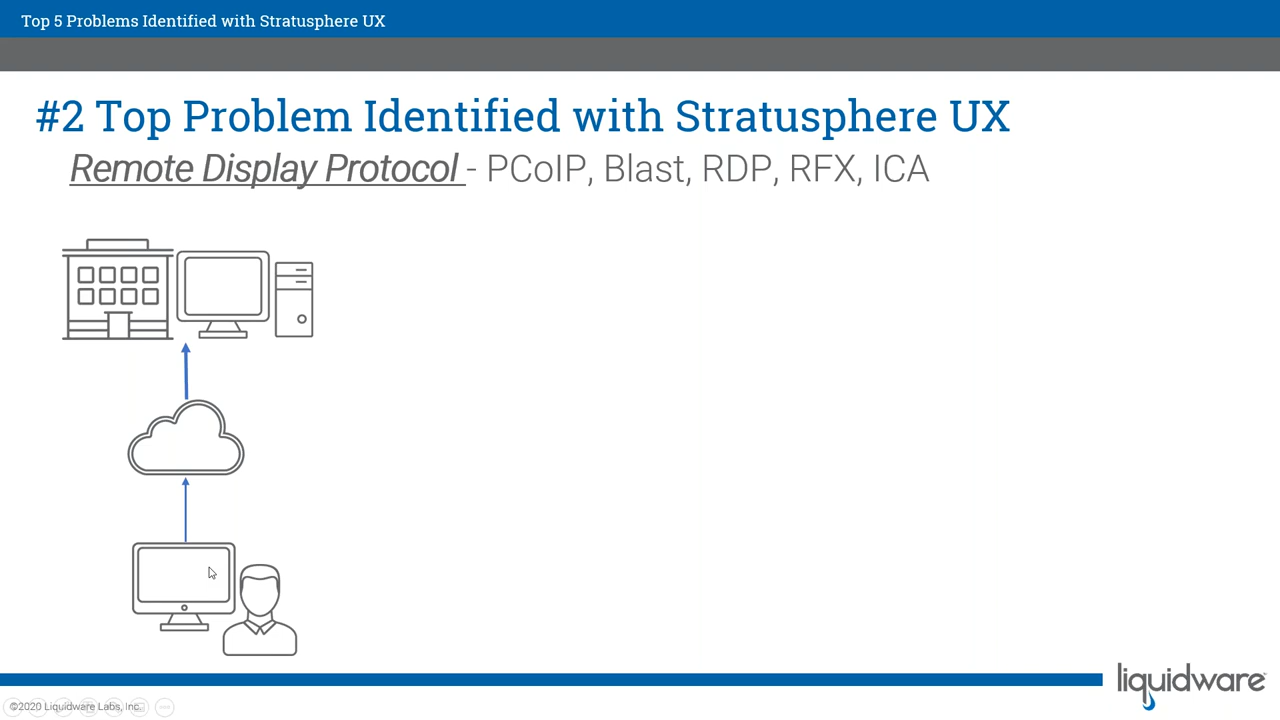 Top 5 Problems Identified with Stratusphere UX
#2 Top Problem Identified with Stratusphere UX
Remote Display Protocol - PCoIP, Blast, RDP, RFX, ICA
liquidware
©2020 Liquidware Labs, Inc.